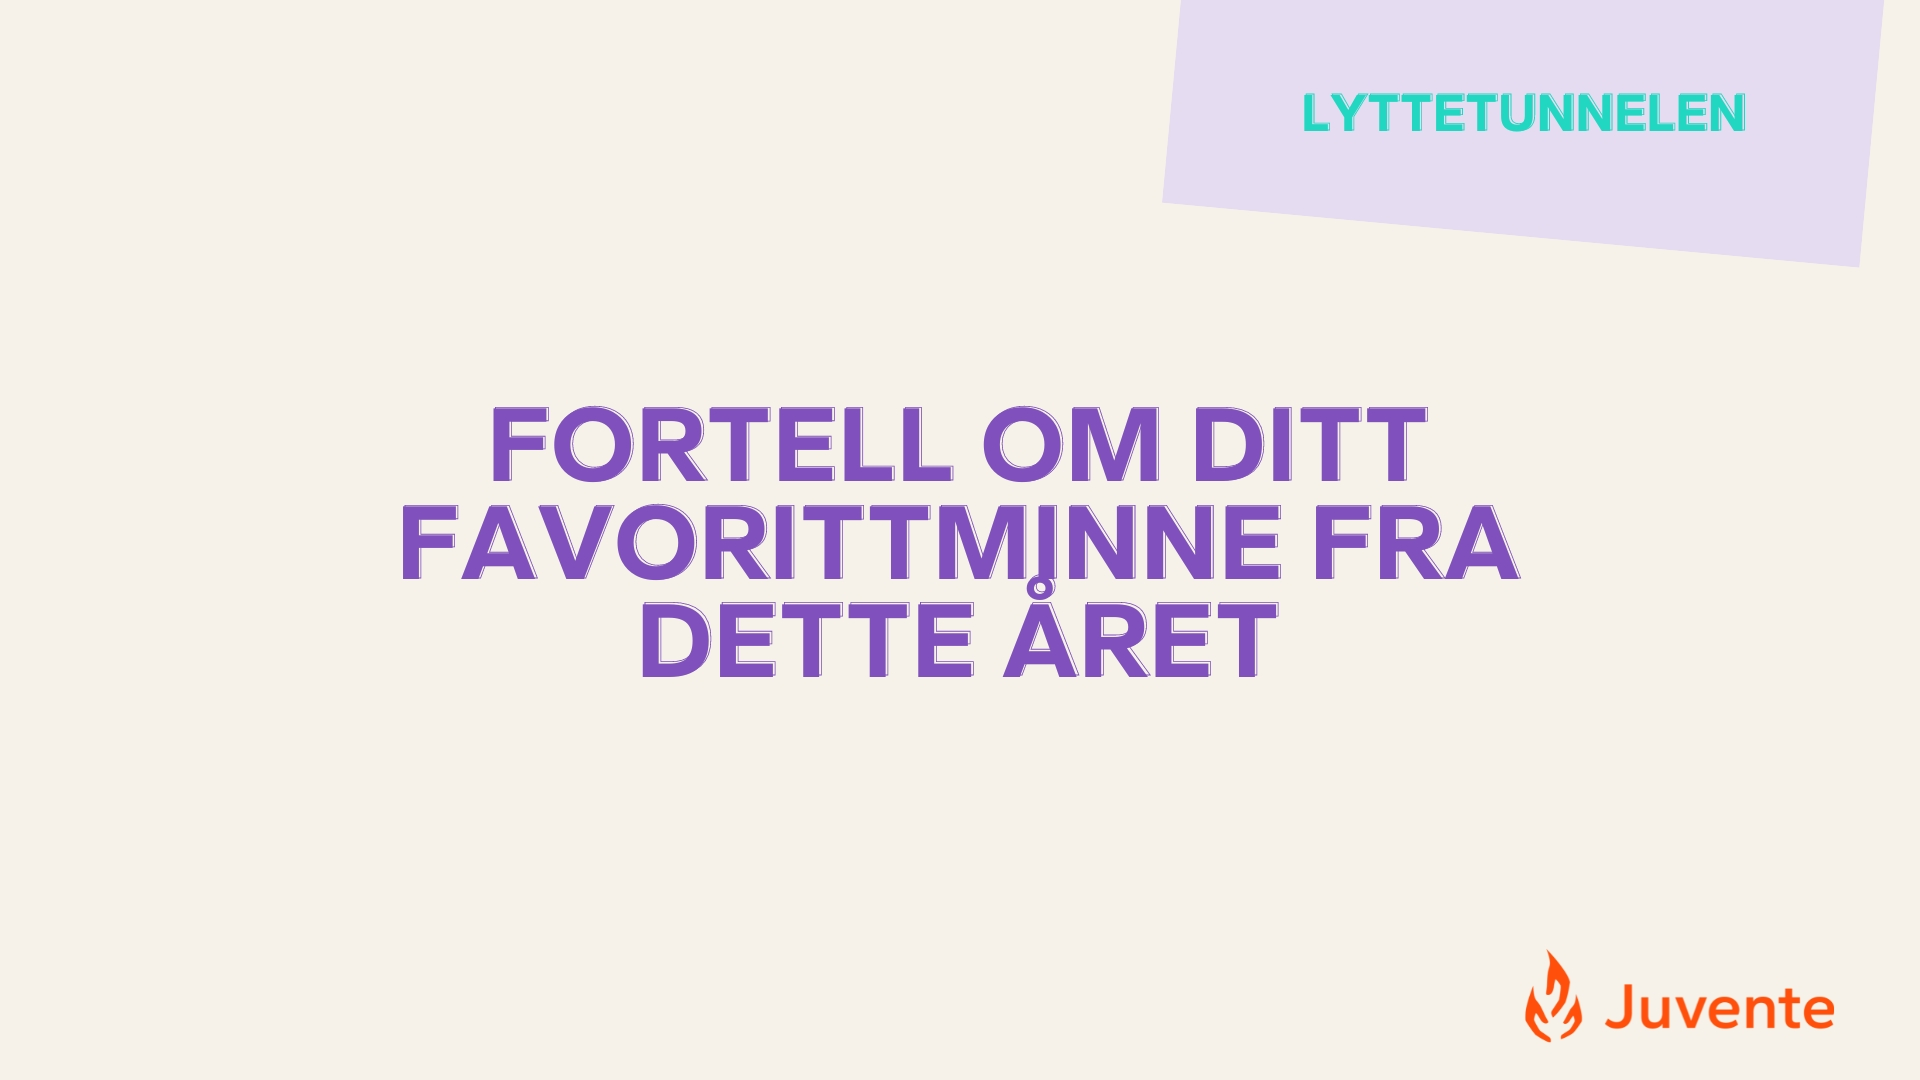 LYTTETUNNELEN
FORTELL OM DITT
FAVORITTMINNE FRA
DETTE ÅRET
Juvente